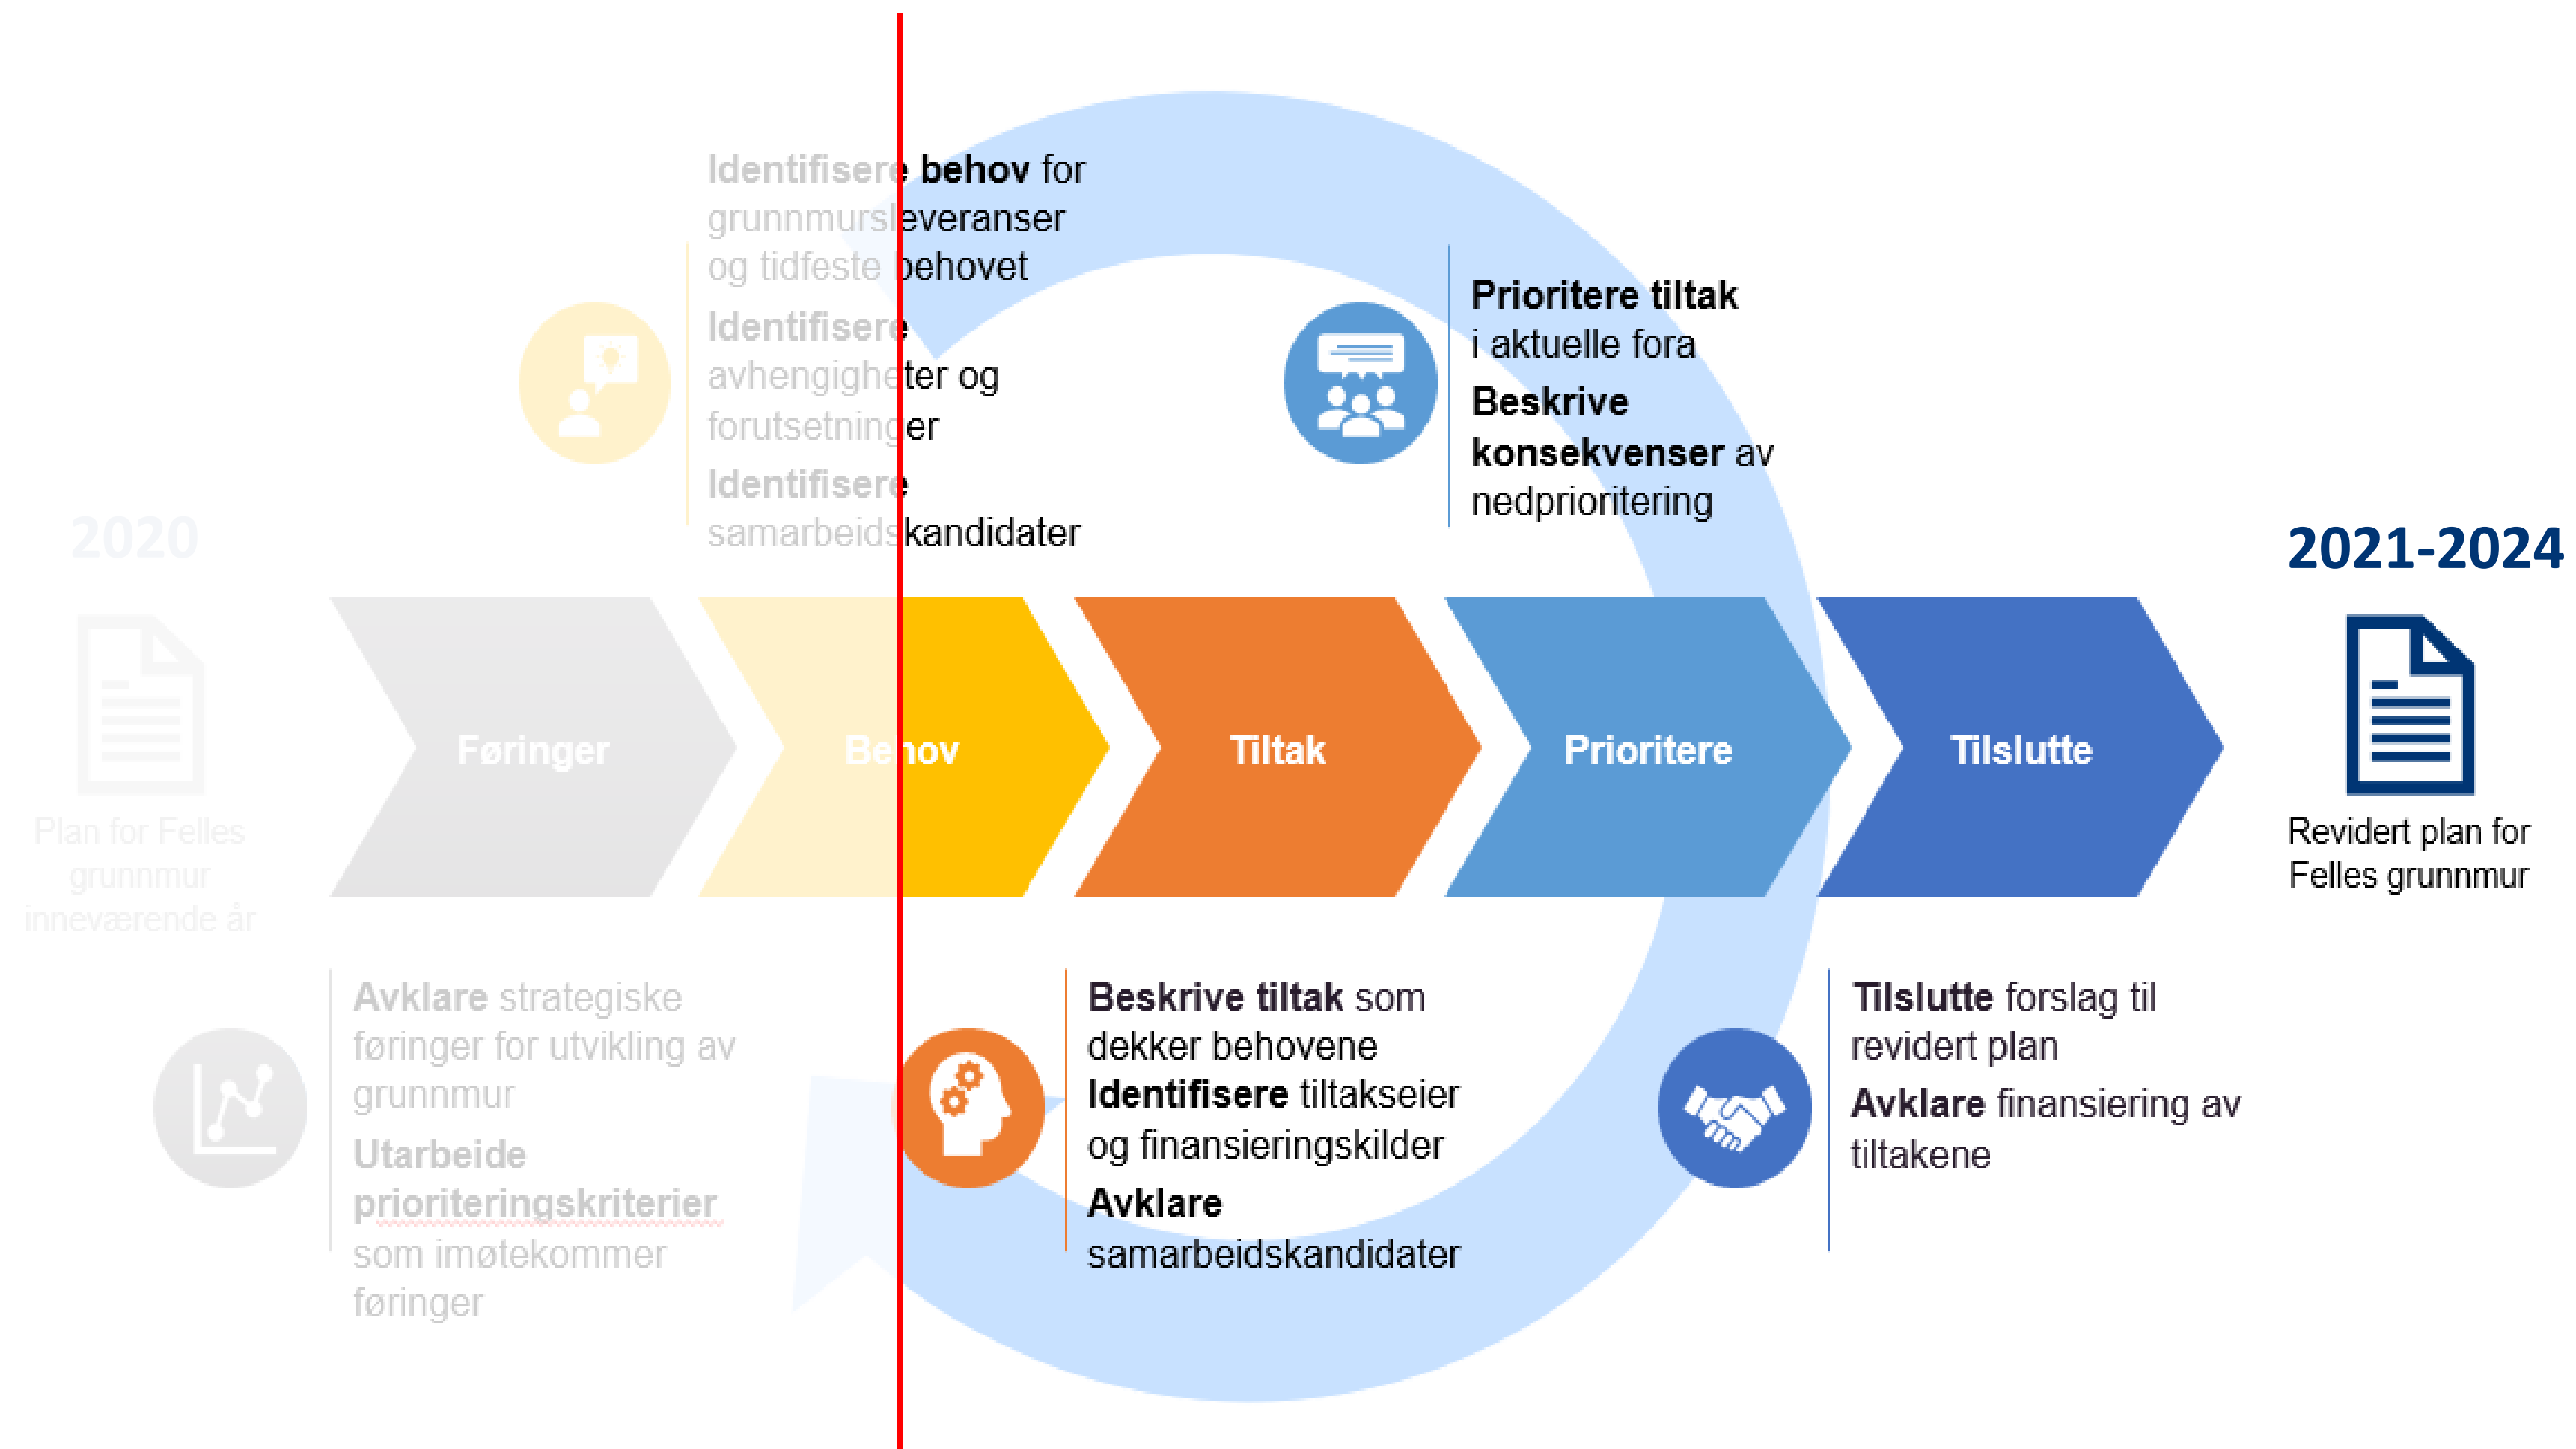 Identifisere behov for
grunnmursleveranser
og tidfeste behovet
Identifisere
avhengigheter og
forutsetninger
Identifisere
samarbeidskandidater
Prioritere tiltak
i aktuelle fora
Beskrive
konsekvenser av
nedprioritering
2020
Plan for Felles
grunnmur
inneværende år
Føringer
Behov
Tiltak
Prioritere
Tilslutte
2021-2024
Revidert plan for
Felles grunnmur
Avklare strategiske
føringer for utvikling av
grunnmur
Utarbeide
prioriteringskriterier
som imøtekommer
føringer
Beskrive tiltak som
dekker behovene
Identifisere tiltakseier
og finansieringskilder
Avklare
samarbeidskandidater
Tilslutte forslag til
revidert plan
Avklare finansiering av
tiltakene